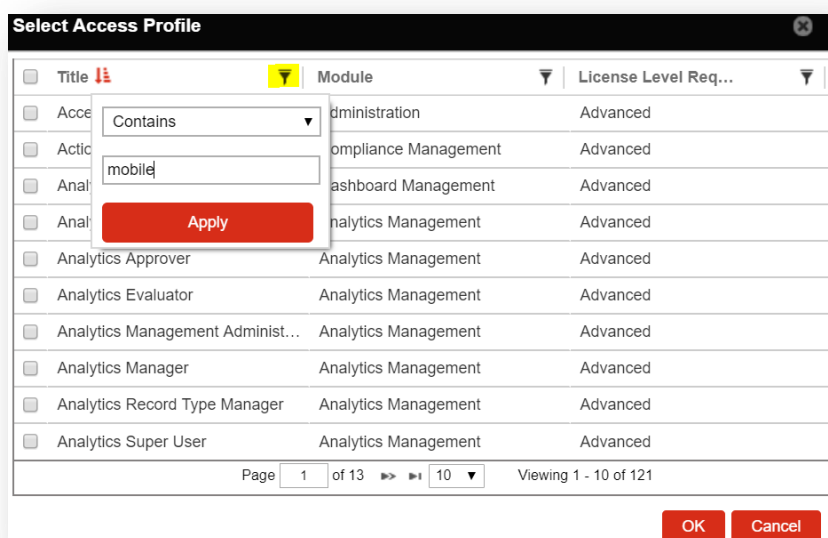 Select Access Profile
Title Module License Level Req...
Acce dministration Advanced
Contains
Actic ompliance Management Advanced
mobile
Anal ashboard Management Advanced
Anal nalytics Management Advanced
Apply
Analytics Approver Analytics Management Advanced
Analytics Evaluator Analytics Management Advanced
Analytics Management Administ... Analytics Management Advanced
Analytics Manager Analytics Management Advanced
Analytics Record Type Manager Analytics Management Advanced
Analytics Super User Analytics Management Advanced
Page 1 of 13 10 Viewing 1 - 10 of 121
OK Cancel